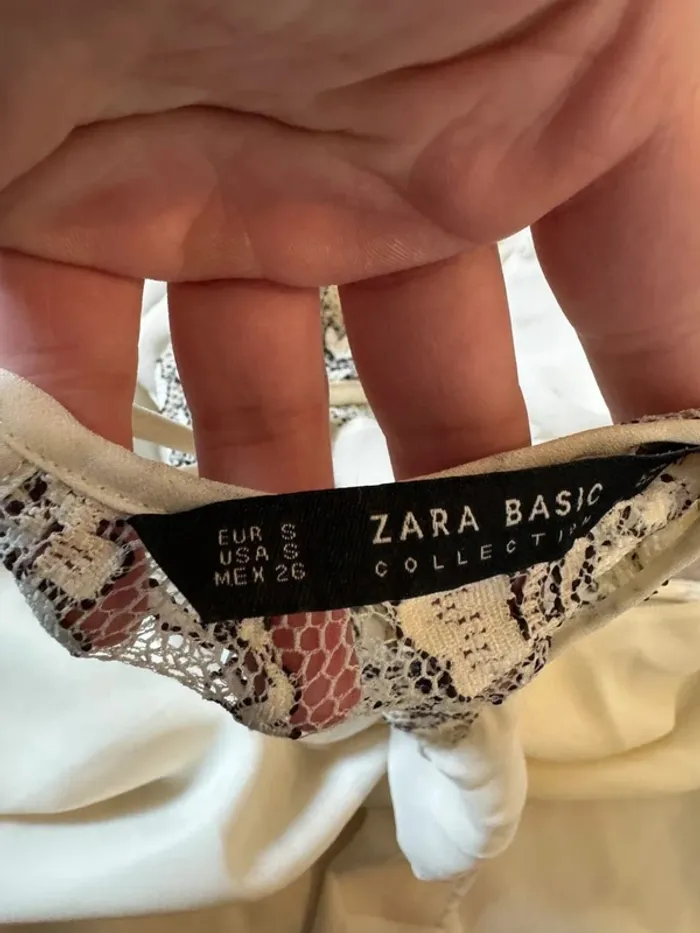 EUR S
USA S
MEX 26
ZARA BASIC
COLLECTION